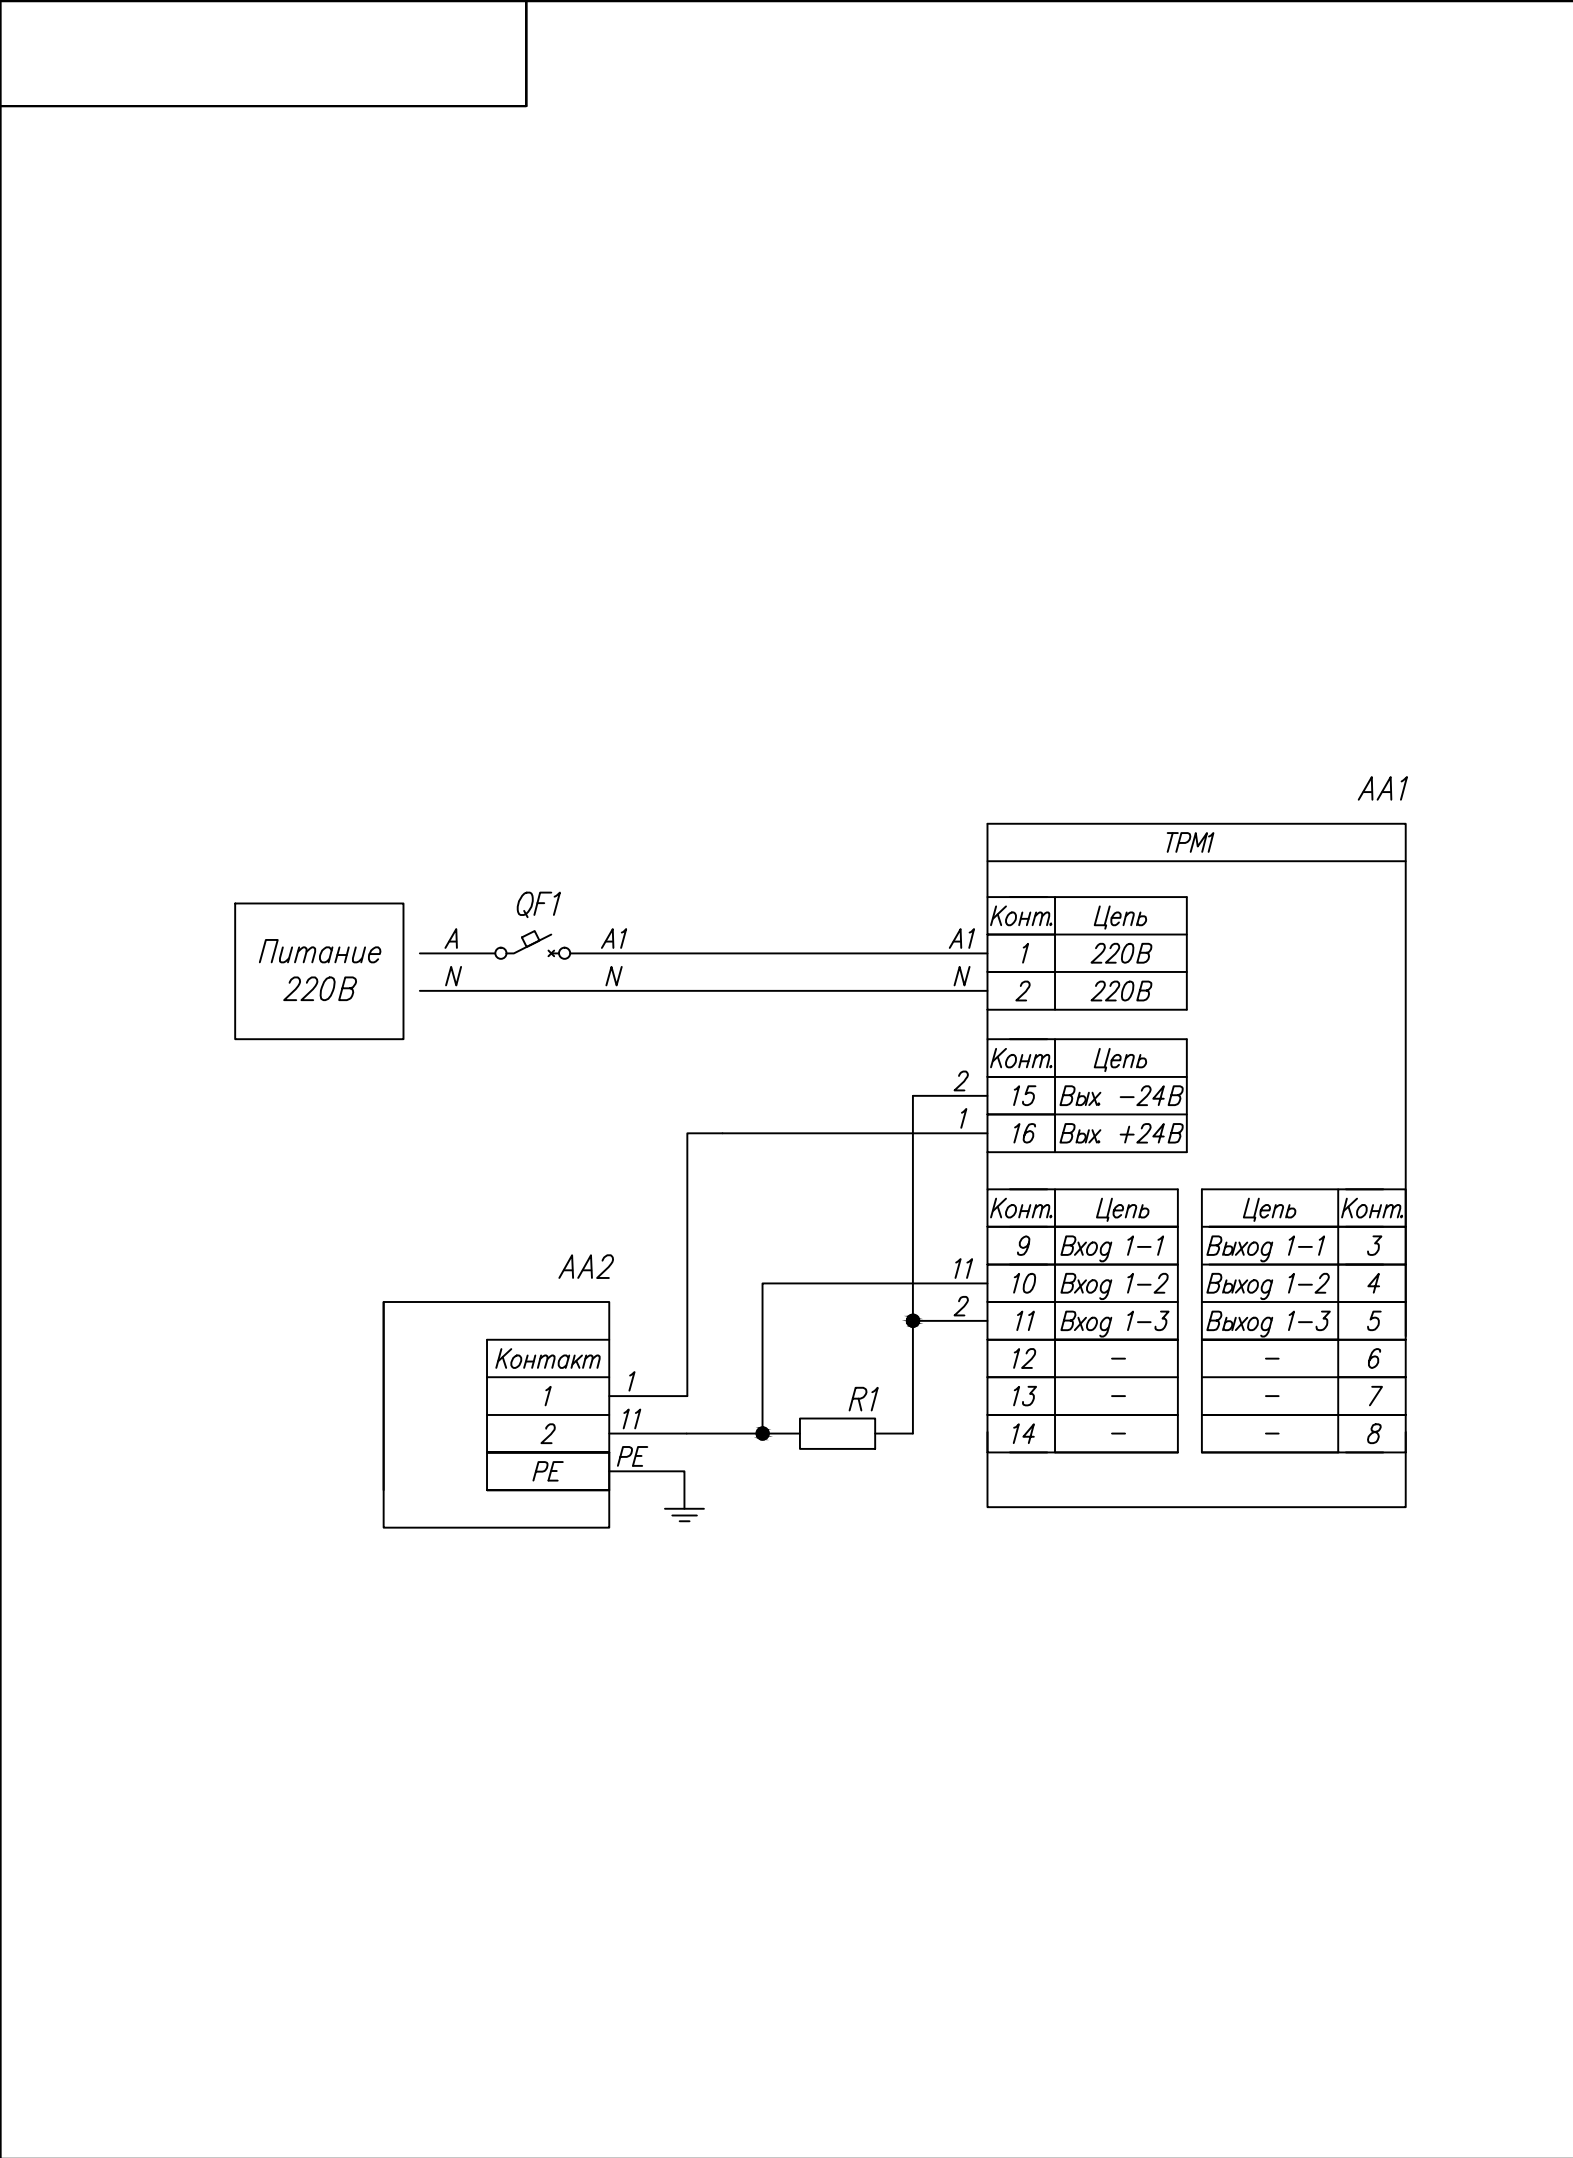 AA1
ТРМ1
QF1
Питание
220В
A A1 A1
N N N
Конт. Цепь
1 220В
2 220В
Конт. Цепь
2 15 Вых. -24В
1 16 Вых. +24В
Конт. Цепь Цепь Конт.
9 Вход 1-1 Выход 1-1 3
11 10 Вход 1-2 Выход 1-2 4
2 11 Вход 1-3 Выход 1-3 5
12 - - 6
13 - - 7
14 - - 8
AA2
Контакт
1 1
2 11
PE PE
R1